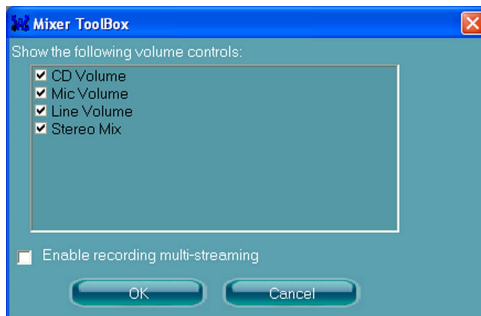 Mixer ToolBox
Show the following volume controls:
CD Volume
Mic Volume
Line Volume
Stereo Mix
Enable recording multi-streaming
OK Cancel